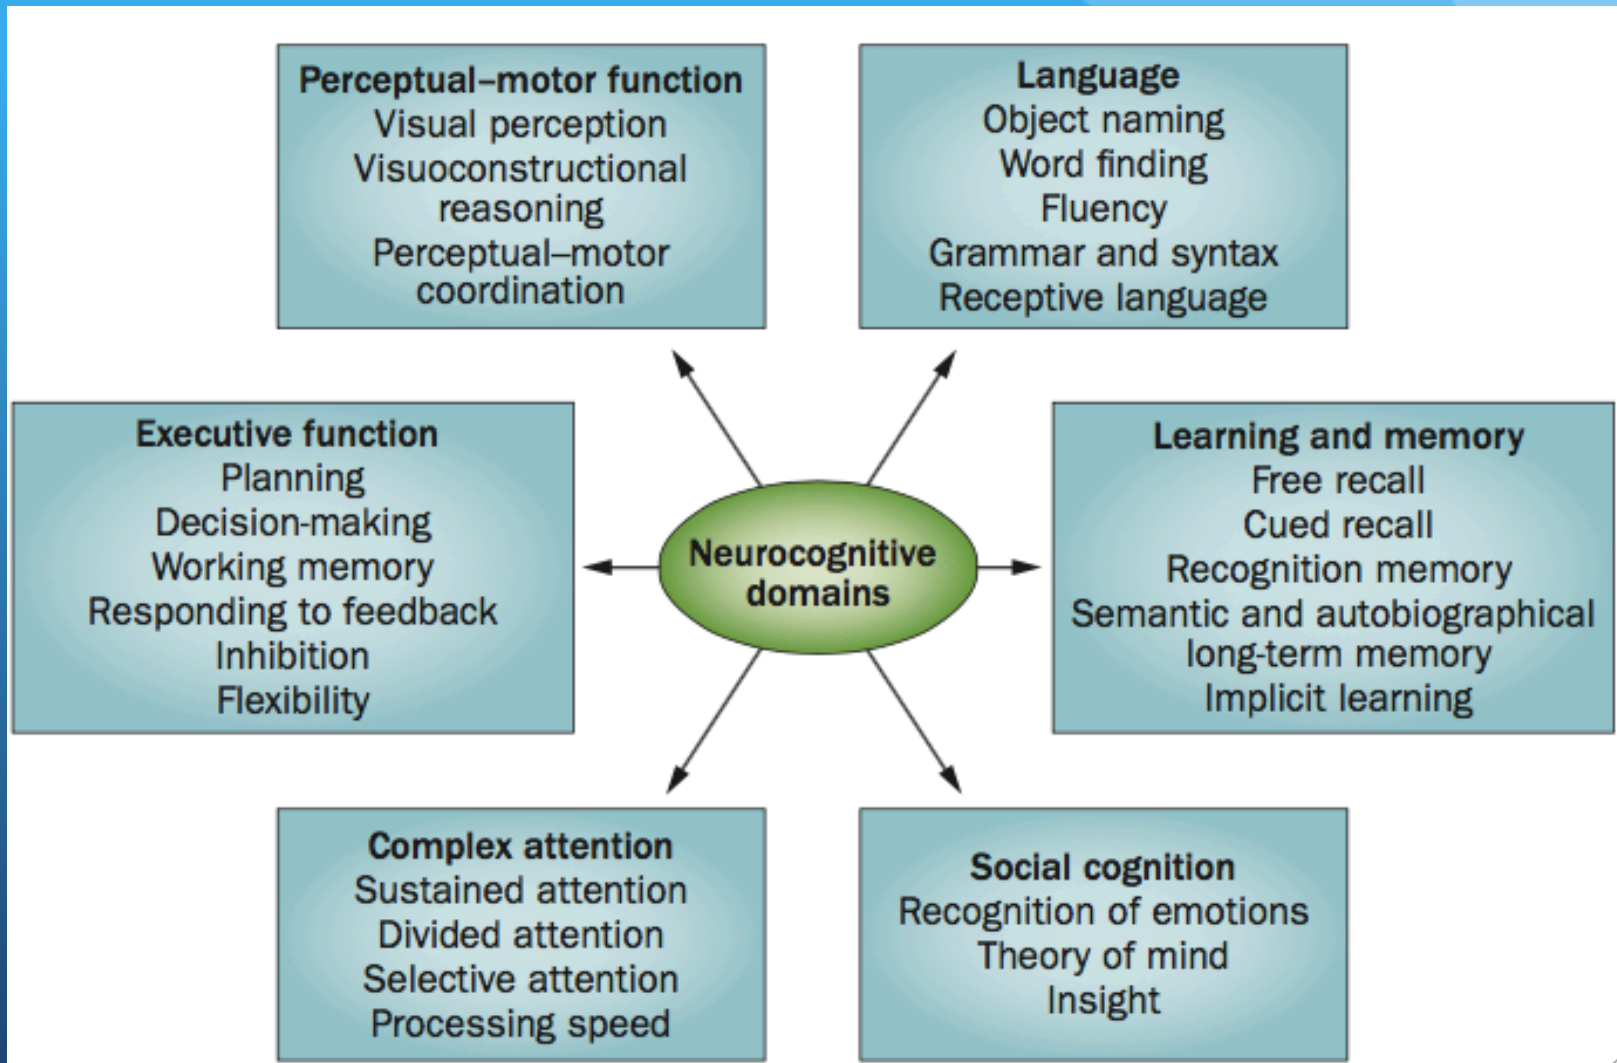 Perceptual–motor function
Visual perception
Visuoconstructional
reasoning
Perceptual–motor
coordination
Language
Object naming
Word finding
Fluency
Grammar and syntax
Receptive language
Executive function
Planning
Decision-making
Working memory
Responding to feedback
Inhibition
Flexibility
Neurocognitive
domains
Learning and memory
Free recall
Cued recall
Recognition memory
Semantic and autobiographical
long-term memory
Implicit learning
Complex attention
Sustained attention
Divided attention
Selective attention
Processing speed
Social cognition
Recognition of emotions
Theory of mind
Insight